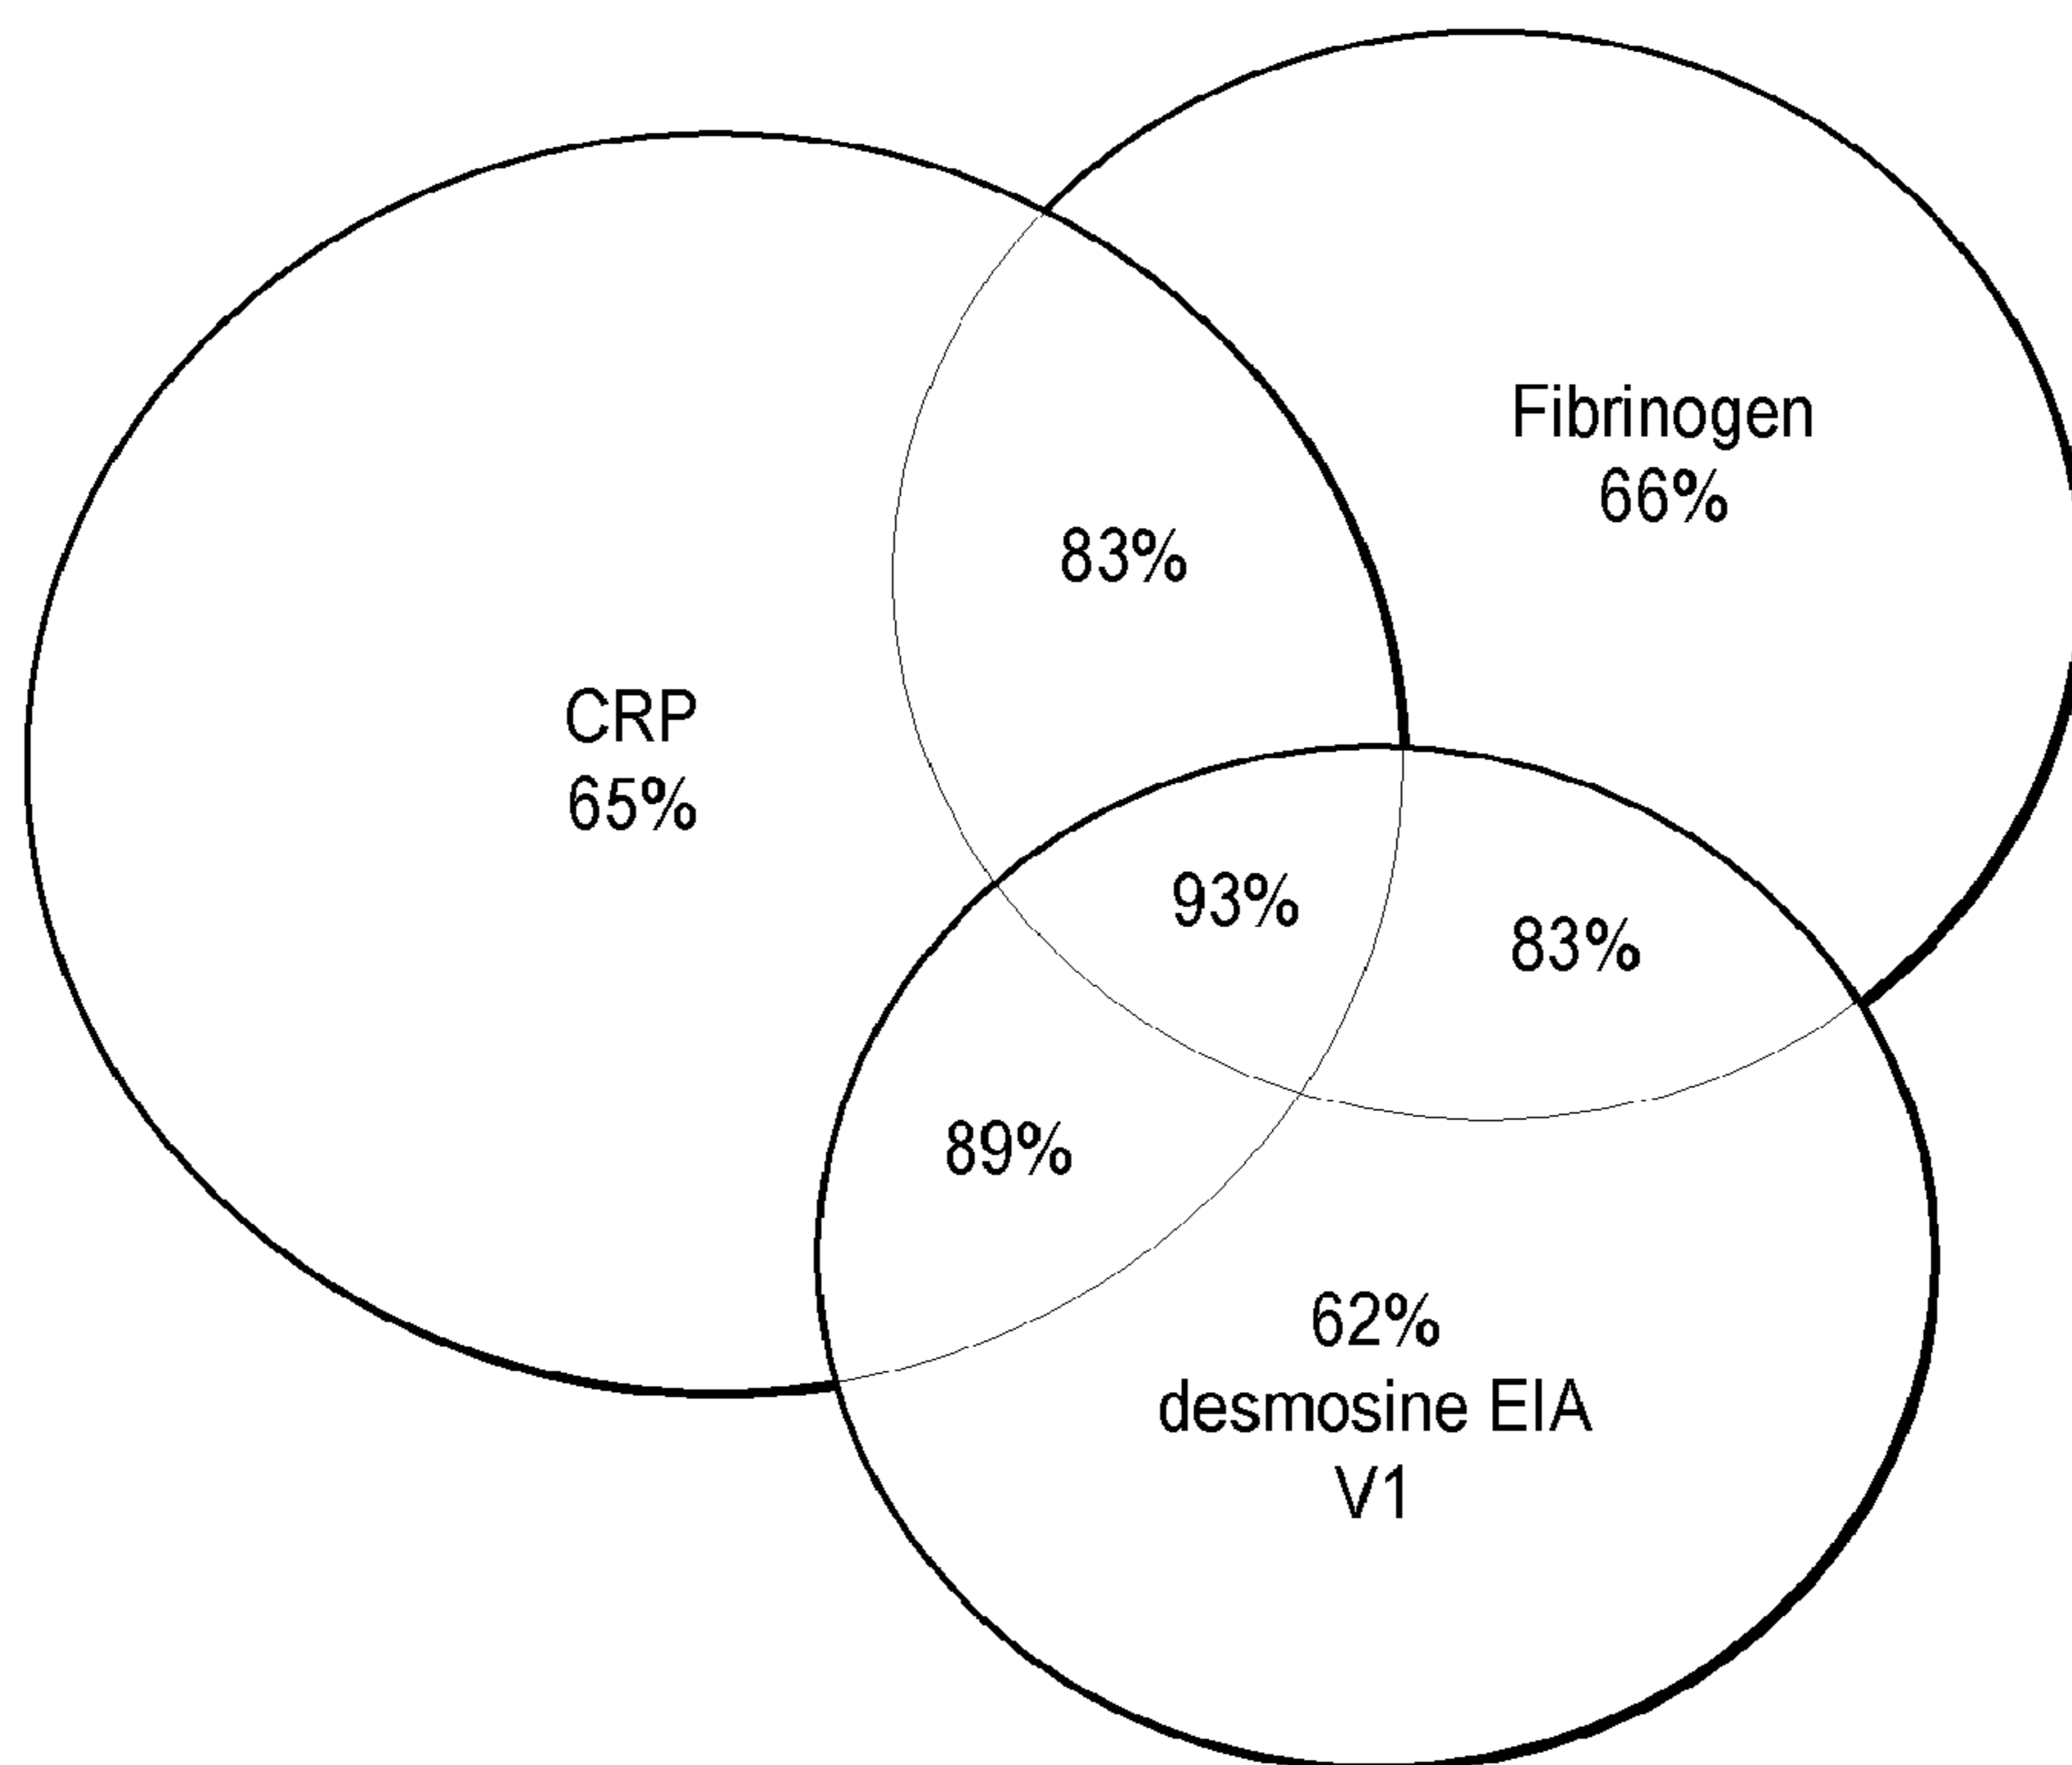 Fibrinogen
66%
83%
CRP
65%
93%
83%
89%
62%
desmosine EIA
V1